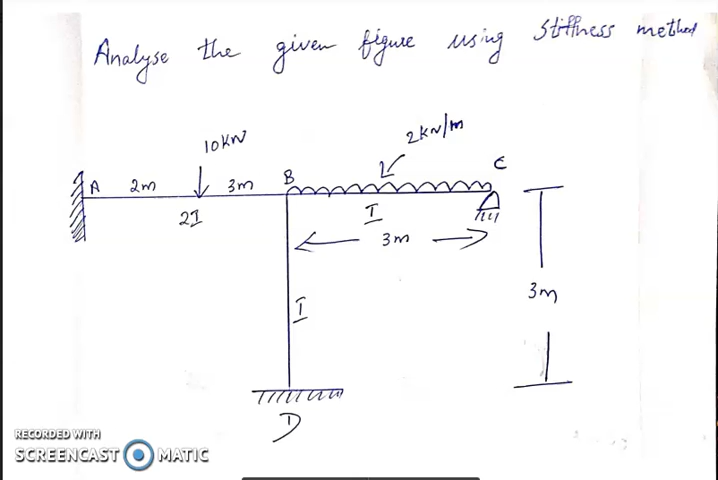 Analyse the given figure using stiffness method
10kN
2kN/m
A 2m 3m B C
2I I
3m
3m
I
D
RECORDED WITH
SCREENCAST MATIC